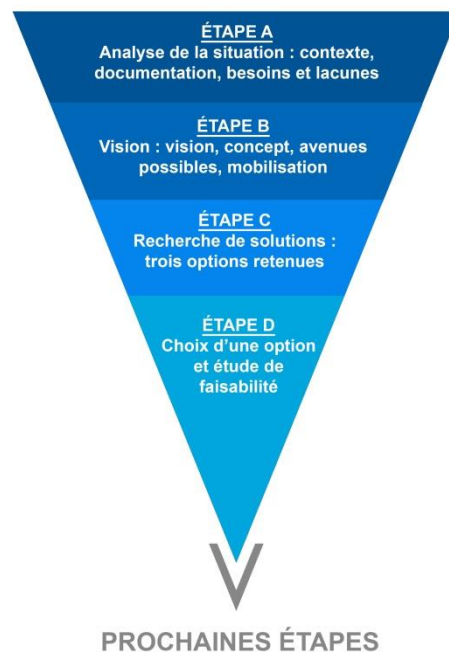 ÉTAPE A
Analyse de la situation : contexte,
documentation, besoins et lacunes
ÉTAPE B
Vision : vision, concept, avenues
possibles, mobilisation
ÉTAPE C
Recherche de solutions :
trois options retenues
ÉTAPE D
Choix d’une option
et étude de
faisabilité
PROCHAINES ÉTAPES